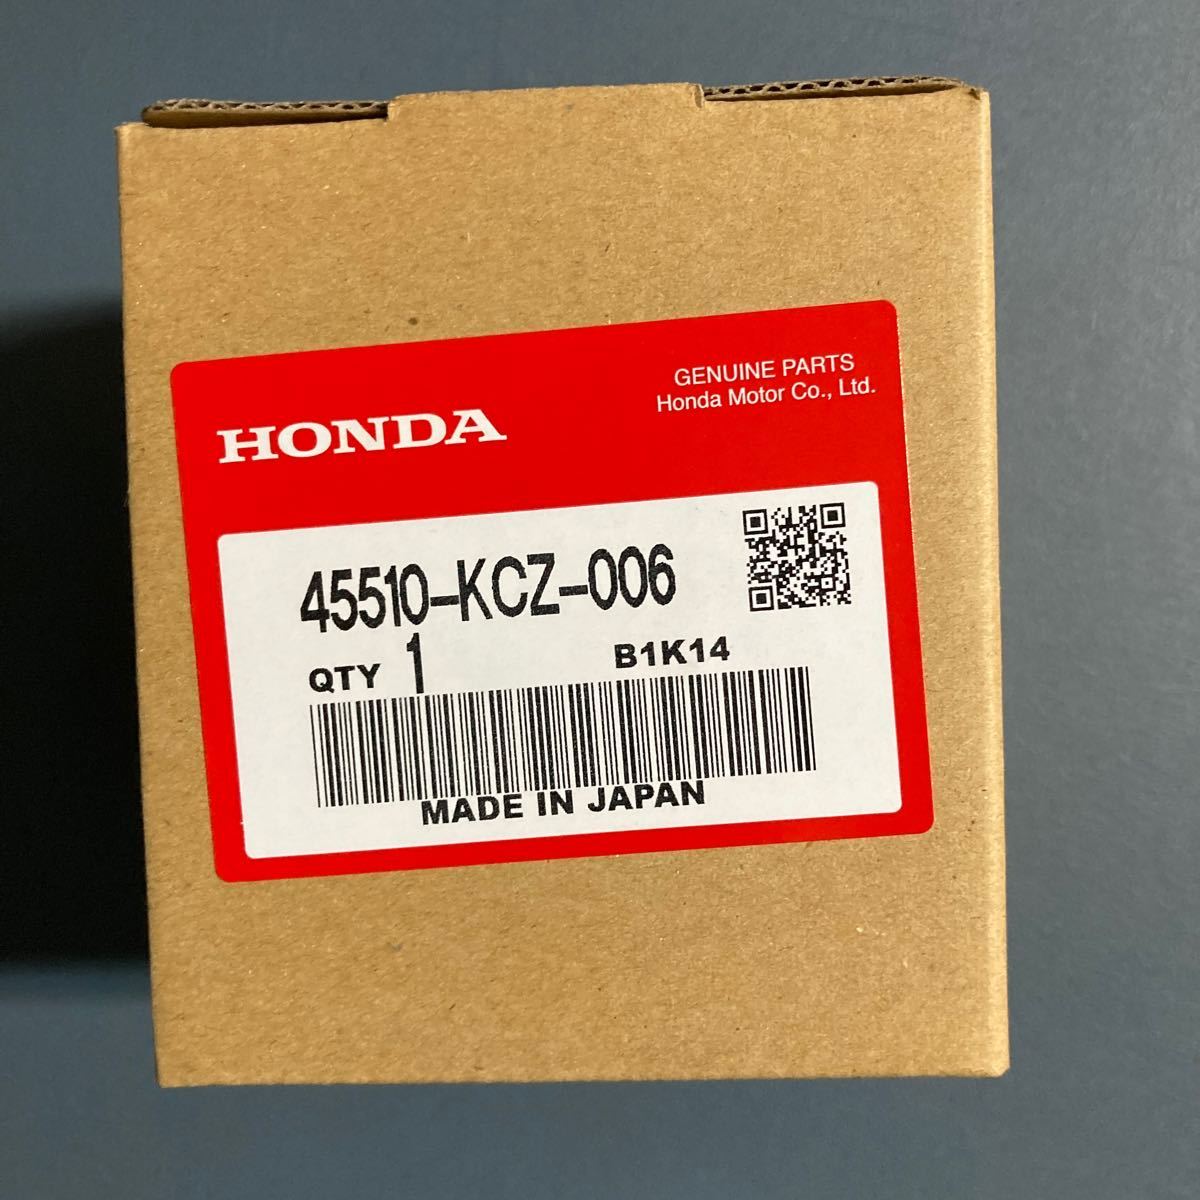 GENUINE PARTS
Honda Motor Co., Ltd.
HONDA
45510-KCZ-006
QTY 1 B1K14
MADE IN JAPAN